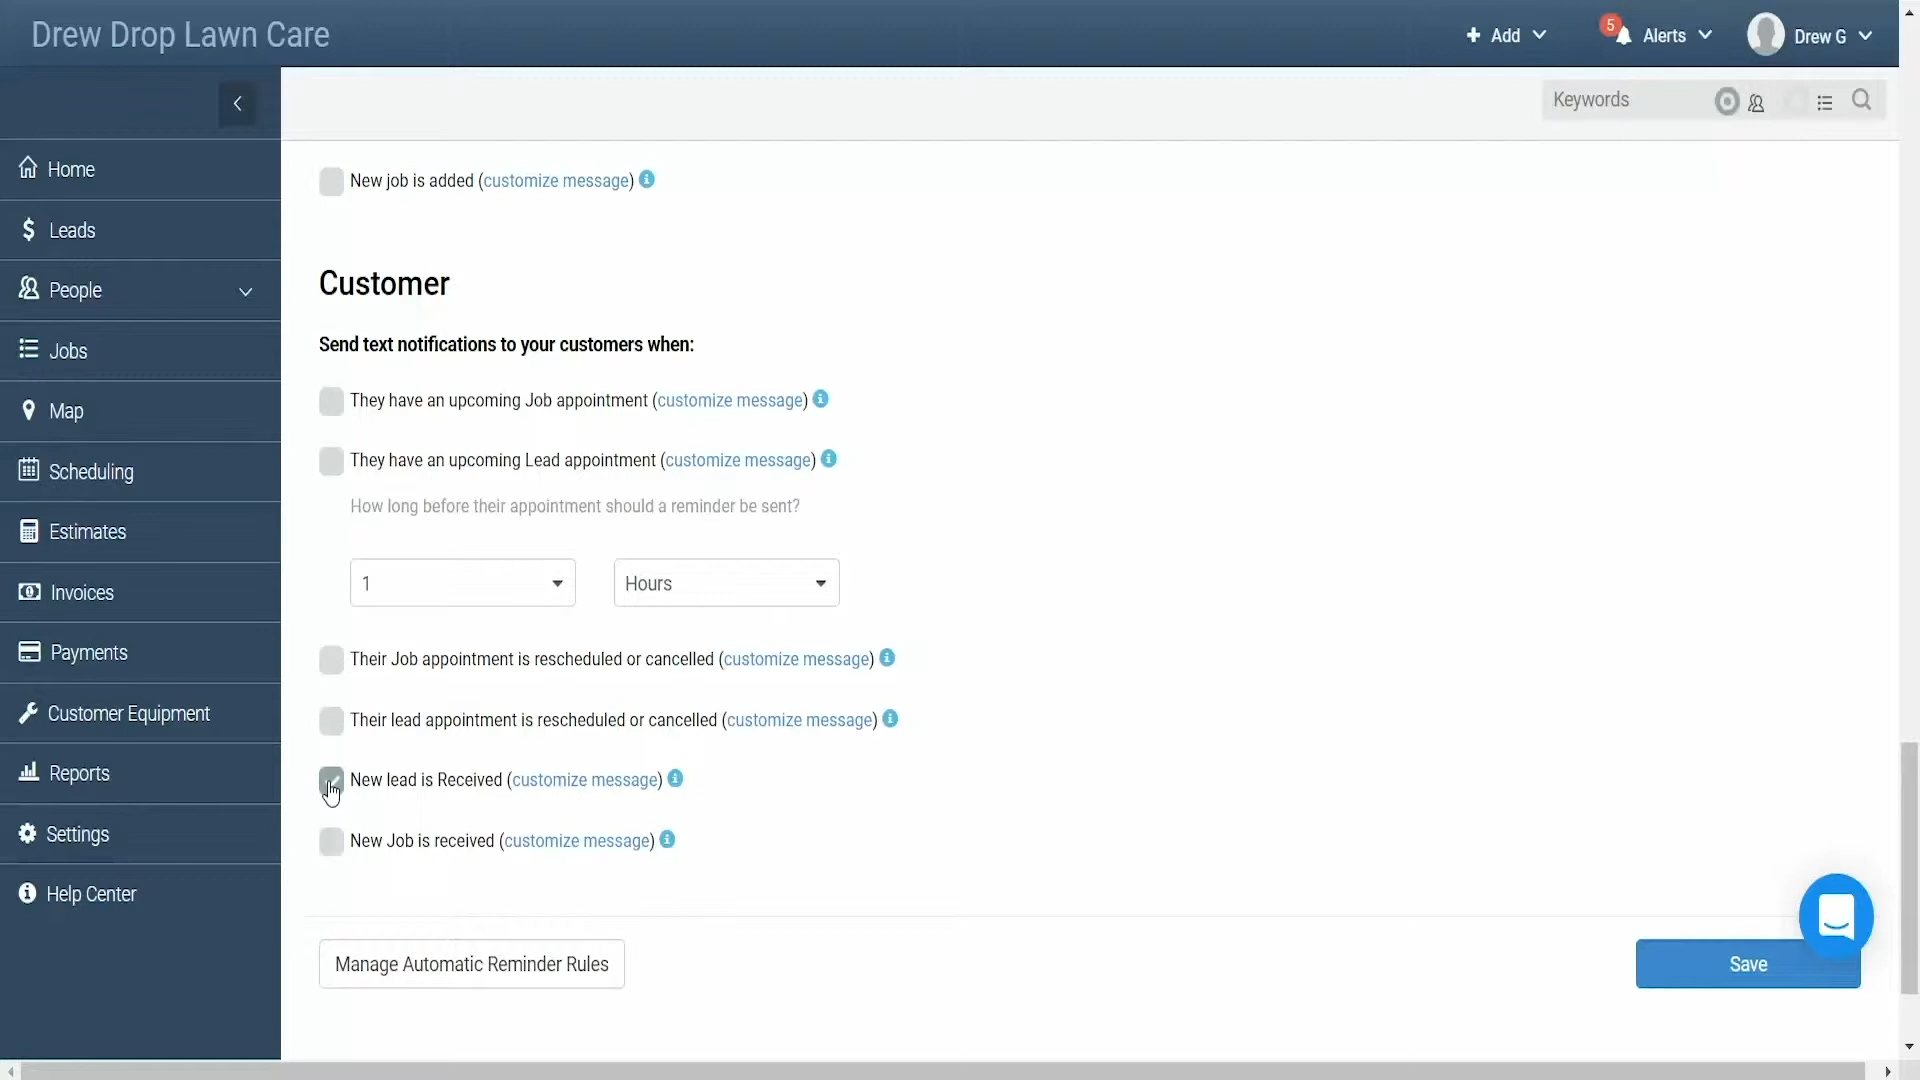 Drew Drop Lawn Care
Add
5
Alerts
Drew G
Keywords
Home
Leads
People
Jobs
Map
Scheduling
Estimates
Invoices
Payments
Customer Equipment
Reports
Settings
Help Center
New job is added (customize message)
Customer
Send text notifications to your customers when:
They have an upcoming Job appointment (customize message)
They have an upcoming Lead appointment (customize message)
How long before their appointment should a reminder be sent?
1
Hours
Their Job appointment is rescheduled or cancelled (customize message)
Their lead appointment is rescheduled or cancelled (customize message)
New lead is Received (customize message)
New Job is received (customize message)
Manage Automatic Reminder Rules
Save